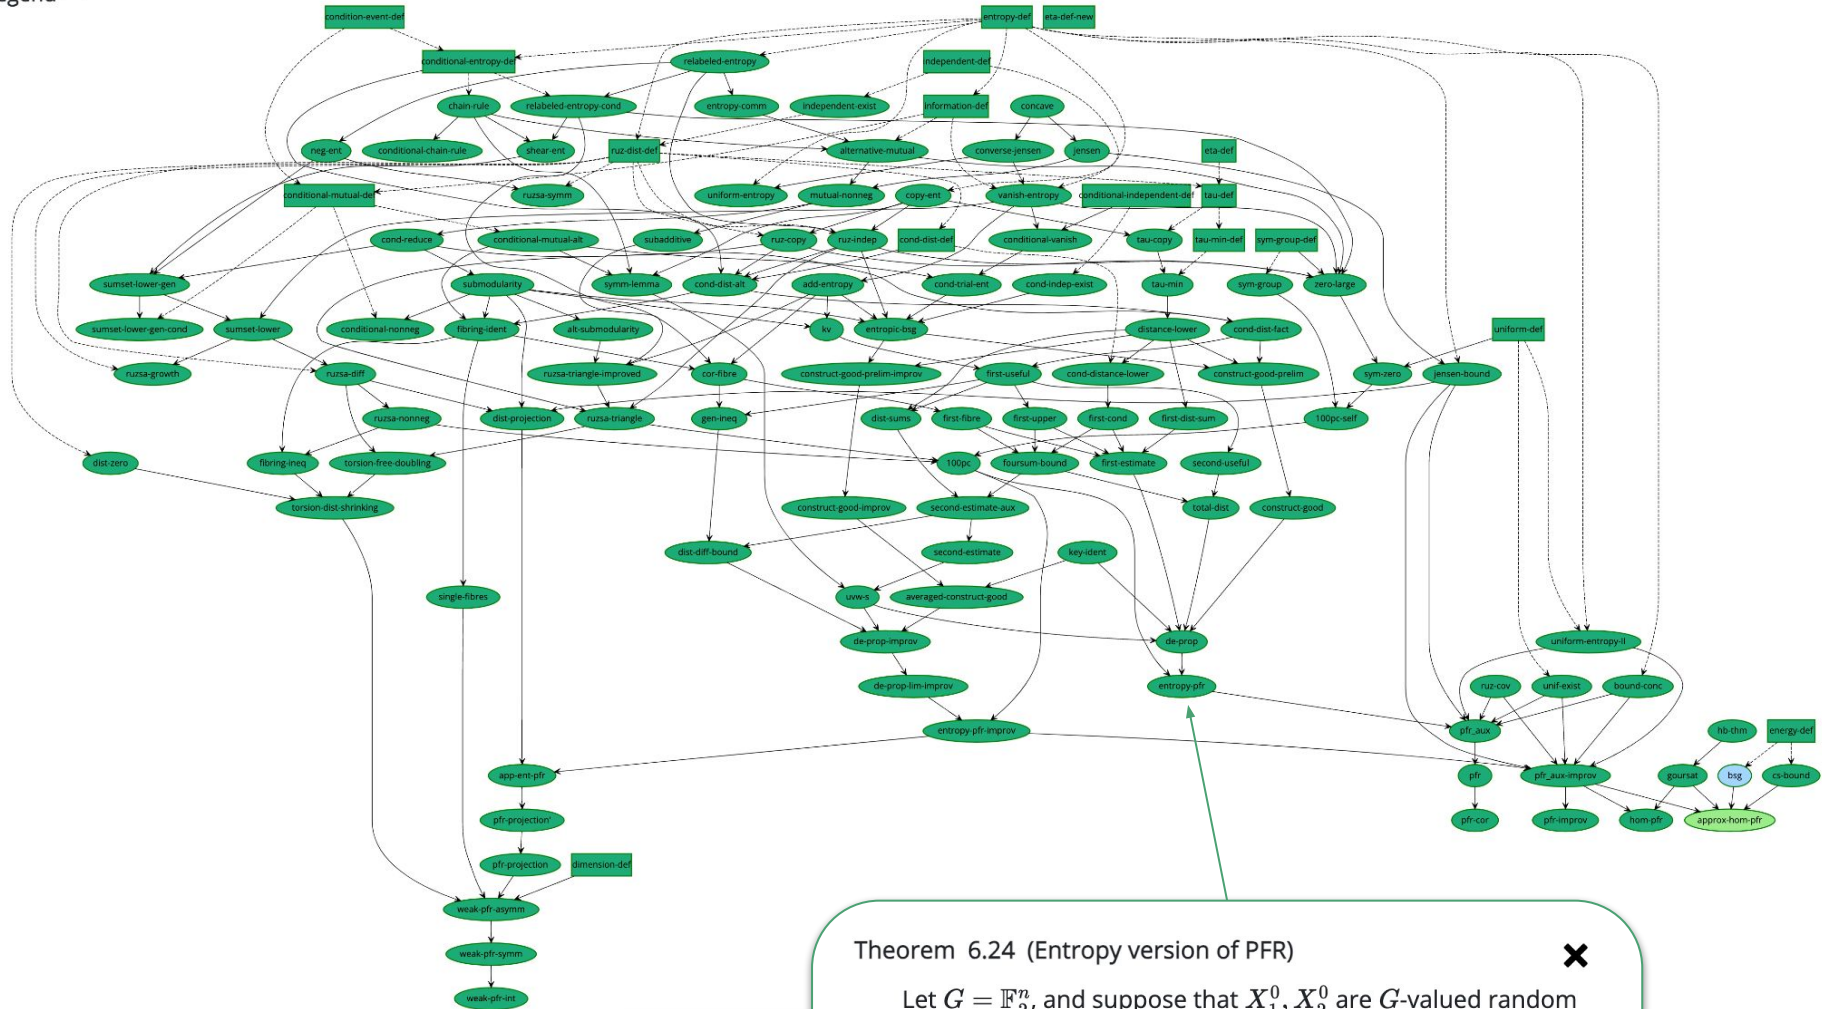 egend
condition-event-def
entropy-def
eta-def-new
conditional-entropy-de
relabeled-entropy
independent-def
chain-rule
relabeled-entropy-cond
entropy-comm
independent-exist
information-def
concave
neg-ent
conditional-chain-rule
shear-ent
ruz-dist-def
alternative-mutual
converse-jensen
jensen
eta-def
conditional-mutual-de
ruzsa-symm
uniform-entropy
mutual-nonneg
copy-ent
vanish-entropy
conditional-independent-def
tau-def
cond-reduce
conditional-mutual-alt
subadditive
ruz-copy
ruz-indep
cond-dist-def
conditional-vanish
tau-copy
tau-min-def
sym-group-def
sumset-lower-gen
submodularity
symm-lemma
cond-dist-alt
add-entropy
cond-trial-ent
cond-indep-exist
tau-min
sym-group
zero-large
sumset-lower-gen-cond
sumset-lower
conditional-nonneg
fibring-ident
alt-submodularity
kv
entropic-bsg
distance-lower
cond-dist-fact
uniform-def
ruzsa-growth
ruzsa-diff
ruzsa-triangle-improved
cor-fibre
construct-good-prelim-improv
first-useful
cond-distance-lower
construct-good-prelim
sym-zero
jensen-bound
ruzsa-nonneg
dist-projection
ruzsa-triangle
gen-ineq
dist-sums
first-fibre
first-upper
first-cond
first-dist-sum
100pc-self
dist-zero
fibring-ineq
torsion-free-doubling
100pc
foursum-bound
first-estimate
second-useful
torsion-dist-shrinking
construct-good-improv
second-estimate-aux
total-dist
construct-good
dist-diff-bound
second-estimate
key-ident
single-fibres
uvw-s
averaged-construct-good
de-prop-improv
de-prop
uniform-entropy-II
de-prop-lim-improv
entropy-pfr
ruz-cov
unif-exist
bound-conc
entropy-pfr-improv
pfr_aux
hb-thm
energy-def
app-ent-pfr
pfr
pfr_aux-improv
goursat
bsg
cs-bound
pfr-projection'
pfr-cor
pfr-improv
hom-pfr
approx-hom-pfr
pfr-projection
dimension-def
weak-pfr-asymm
weak-pfr-symm
weak-pfr-int
Theorem 6.24 (Entropy version of PFR)
Let G = 𝔽₂ⁿ, and suppose that X₁⁰, X₂⁰ are G-valued random